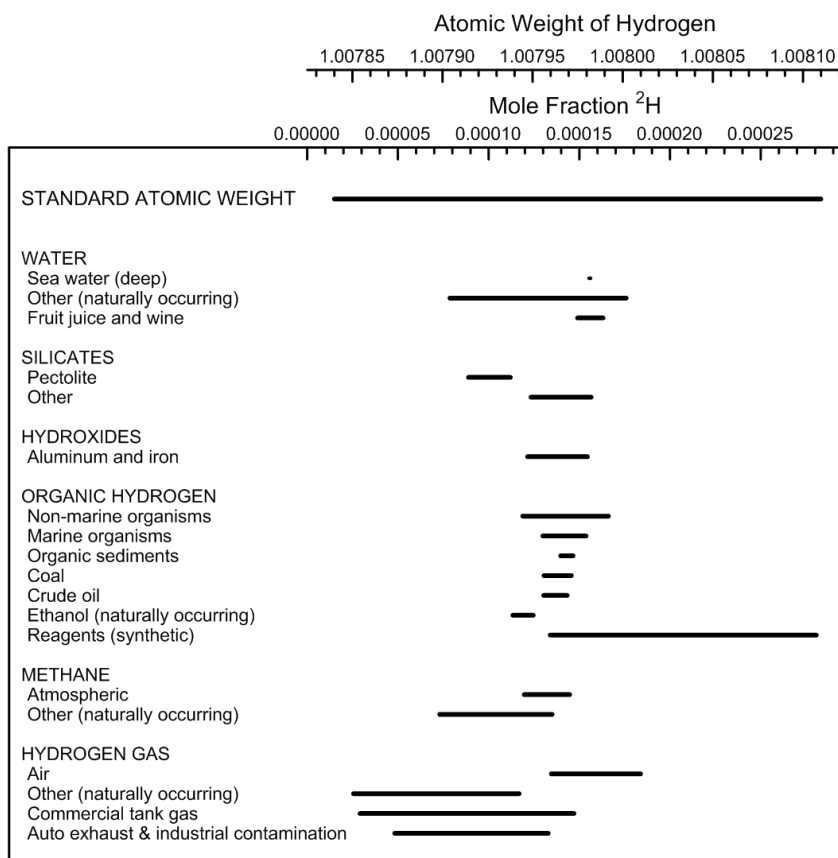 Atomic Weight of Hydrogen
1.00785 1.00790 1.00795 1.00800 1.00805 1.00810
Mole Fraction ²H
0.00000 0.00005 0.00010 0.00015 0.00020 0.00025
STANDARD ATOMIC WEIGHT
WATER
Sea water (deep)
Other (naturally occurring)
Fruit juice and wine
SILICATES
Pectolite
Other
HYDROXIDES
Aluminum and iron
ORGANIC HYDROGEN
Non-marine organisms
Marine organisms
Organic sediments
Coal
Crude oil
Ethanol (naturally occurring)
Reagents (synthetic)
METHANE
Atmospheric
Other (naturally occurring)
HYDROGEN GAS
Air
Other (naturally occurring)
Commercial tank gas
Auto exhaust & industrial contamination